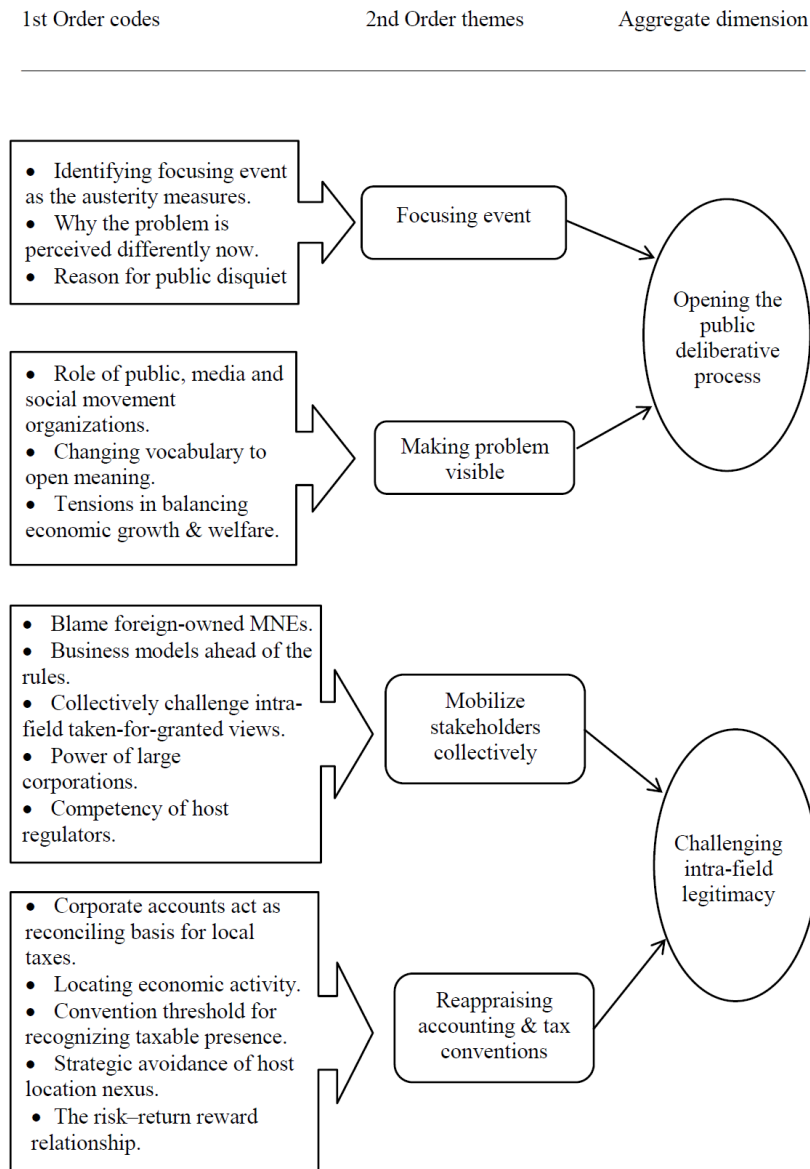 1st Order codes 2nd Order themes Aggregate dimension
• Identifying focusing event
as the austerity measures.
• Why the problem is
perceived differently now.
• Reason for public disquiet
Focusing event
Opening the
public
deliberative
process
• Role of public, media and
social movement
organizations.
• Changing vocabulary to
open meaning.
• Tensions in balancing
economic growth & welfare.
Making problem
visible
• Blame foreign-owned MNEs.
• Business models ahead of the
rules.
• Collectively challenge intra-
field taken-for-granted views.
• Power of large
corporations.
• Competency of host
regulators.
Mobilize
stakeholders
collectively
Challenging
intra-field
legitimacy
• Corporate accounts act as
reconciling basis for local
taxes.
• Locating economic activity.
• Convention threshold for
recognizing taxable presence.
• Strategic avoidance of host
location nexus.
• The risk–return reward
relationship.
Reappraising
accounting & tax
conventions